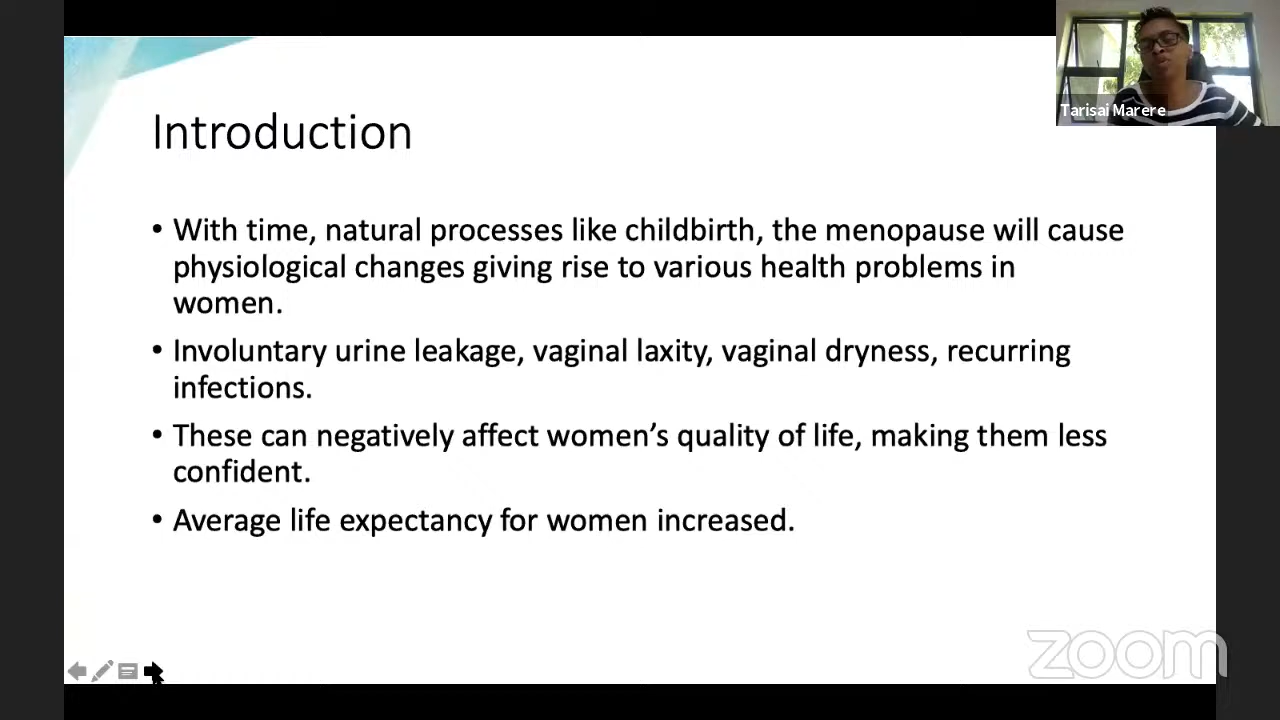 Tarisai Marere
Introduction
• With time, natural processes like childbirth, the menopause will cause
physiological changes giving rise to various health problems in
women.
• Involuntary urine leakage, vaginal laxity, vaginal dryness, recurring
infections.
• These can negatively affect women’s quality of life, making them less
confident.
• Average life expectancy for women increased.
zoom